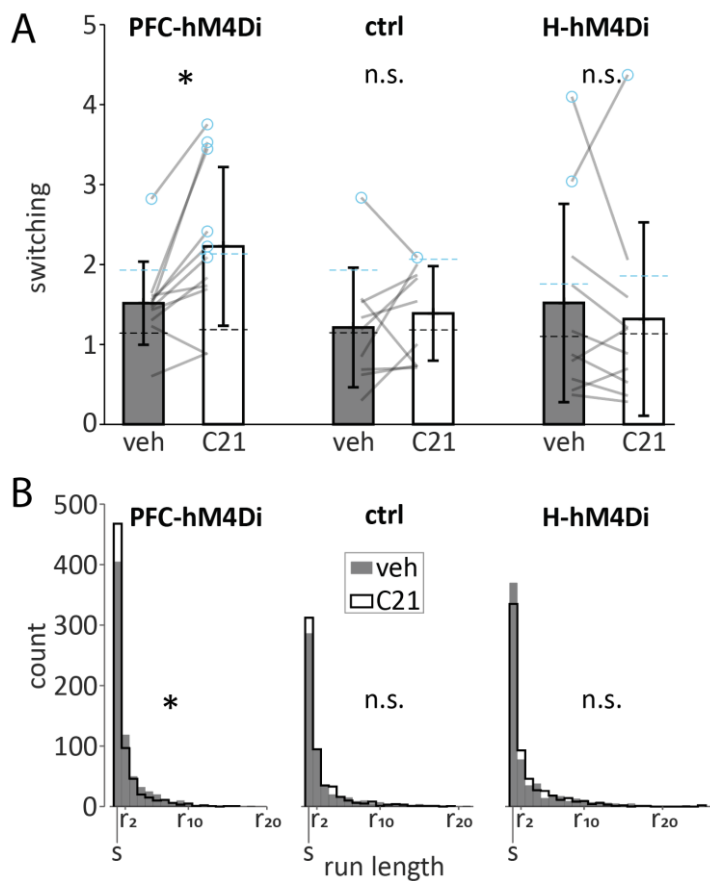 A
PFC-hM4Di ctrl H-hM4Di
* n.s. n.s.
switching
5
4
3
2
1
0
veh C21 veh C21 veh C21
B
PFC-hM4Di ctrl H-hM4Di
veh
C21
* n.s. n.s.
count
500
400
300
200
100
0
r2 r10 r20 r2 r10 r20 r2 r10 r20
s s s
run length